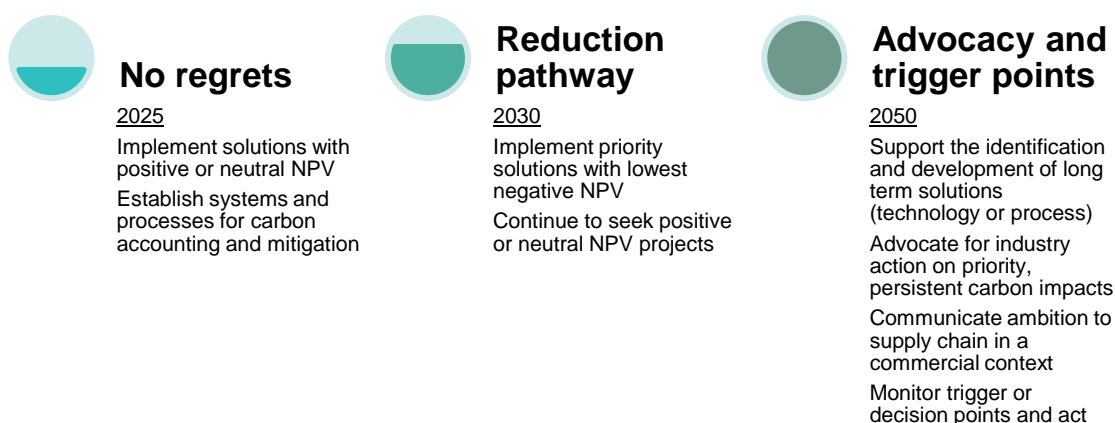 No regrets
2025
Implement solutions with
positive or neutral NPV
Establish systems and
processes for carbon
accounting and mitigation
Reduction
pathway
2030
Implement priority
solutions with lowest
negative NPV
Continue to seek positive
or neutral NPV projects
Advocacy and
trigger points
2050
Support the identification
and development of long
term solutions
(technology or process)
Advocate for industry
action on priority,
persistent carbon impacts
Communicate ambition to
supply chain in a
commercial context
Monitor trigger or
decision points and act